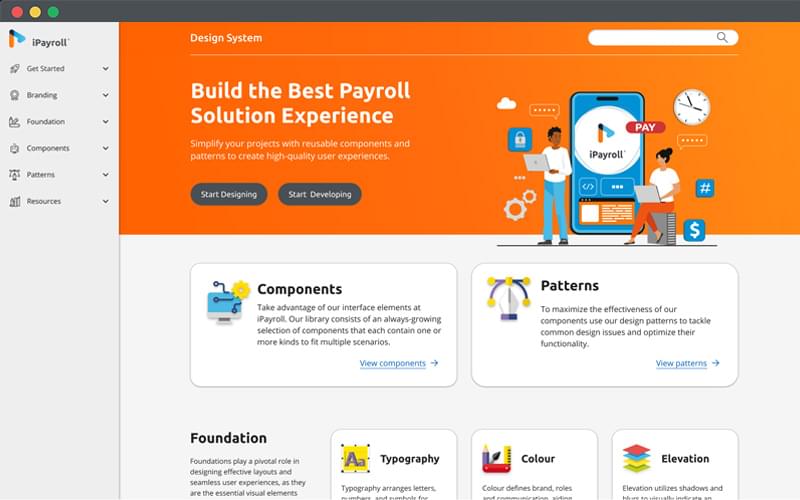 iPayroll
Get Started
Branding
Foundation
Components
Patterns
Resources
Design System
Build the Best Payroll
Solution Experience
Simplify your projects with reusable components and
patterns to create high-quality user experiences.
Start Designing
Start Developing
PAY
iPayroll
</>
#
$
Components
Take advantage of our interface elements at
iPayroll. Our library consists of an always-growing
selection of components that each contain one or
more kinds to fit multiple scenarios.
View components →
Patterns
To maximize the effectiveness of our
components use our design patterns to tackle
common design issues and optimize their
functionality.
View patterns →
Foundation
Foundations play a pivotal role in
designing effective layouts and
seamless user experiences, as they
are the essential visual elements
Aa
Typography
Typography arranges letters,
numbers, and symbols for
Colour
Colour defines brand, roles
and communication, aiding
Elevation
Elevation utilizes shadows and
blurs to visually indicate an